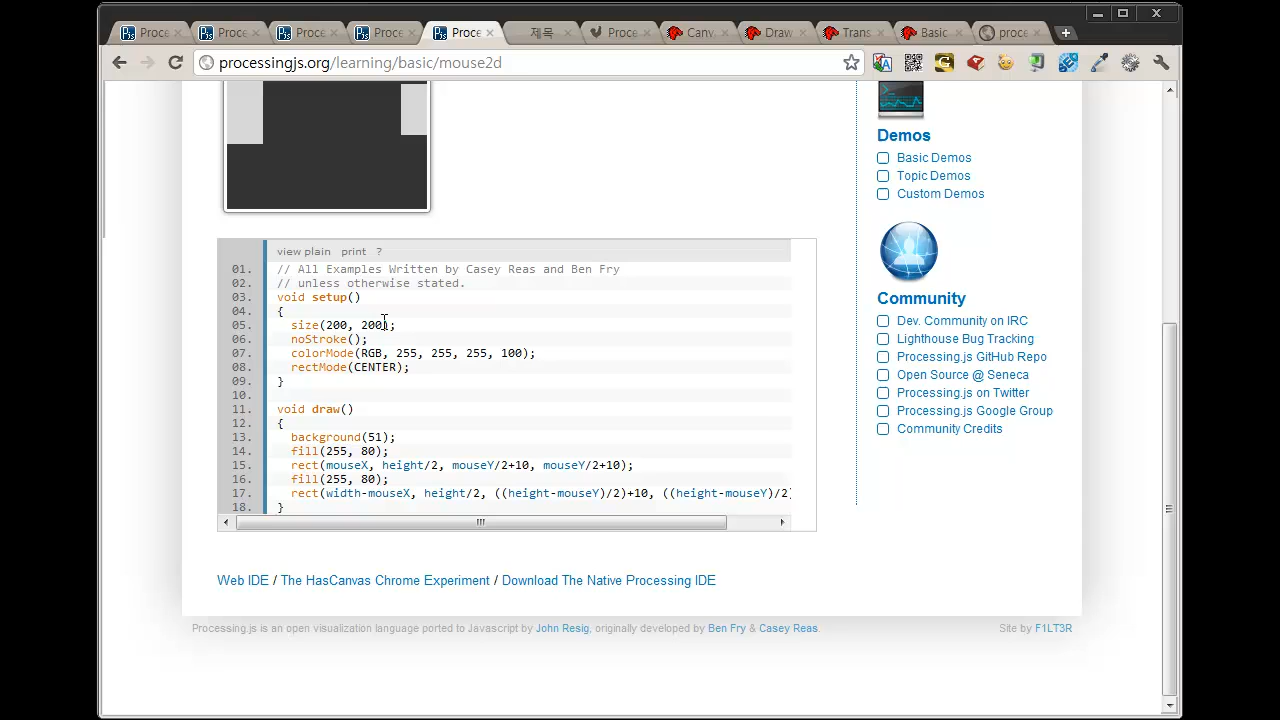 Proce Proce Proce Proce Proce 제목 Proce Canv Draw Trans Basic proce
processingjs.org/learning/basic/mouse2d
Demos
Basic Demos
Topic Demos
Custom Demos
Community
Dev. Community on IRC
Lighthouse Bug Tracking
Processing.js GitHub Repo
Open Source @ Seneca
Processing.js on Twitter
Processing.js Google Group
Community Credits
view plain print ?
01. // All Examples Written by Casey Reas and Ben Fry
02. // unless otherwise stated.
03. void setup()
04. {
05. size(200, 200);
06. noStroke();
07. colorMode(RGB, 255, 255, 255, 100);
08. rectMode(CENTER);
09. }
10.
11. void draw()
12. {
13. background(51);
14. fill(255, 80);
15. rect(mouseX, height/2, mouseY/2+10, mouseY/2+10);
16. fill(255, 80);
17. rect(width-mouseX, height/2, ((height-mouseY)/2)+10, ((height-mouseY)/2)
18. }
Web IDE / The HasCanvas Chrome Experiment / Download The Native Processing IDE
Processing.js is an open visualization language ported to Javascript by John Resig, originally developed by Ben Fry & Casey Reas.
Site by F1LT3R